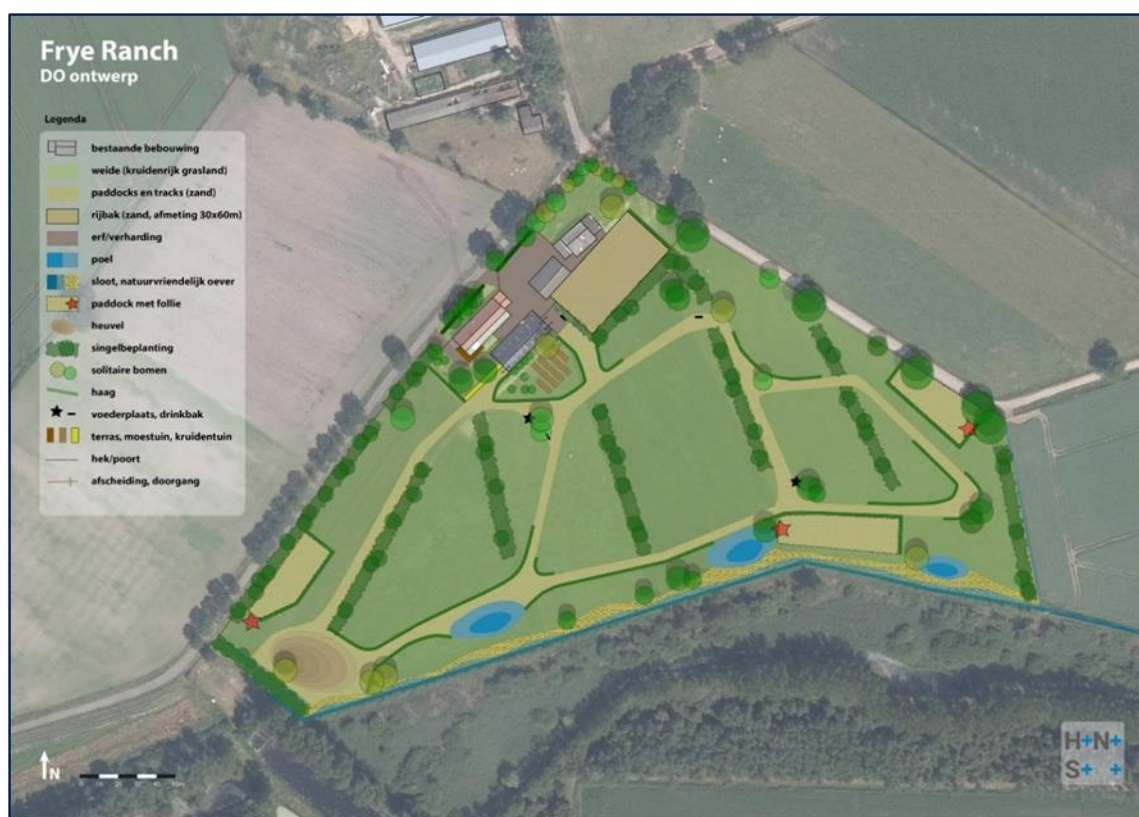 Frye Ranch
DO ontwerp
Legenda
bestaande bebouwing
weide (kruidenrijk grasland)
paddocks en tracks (zand)
rijbak (zand, afmeting 30x60m)
erf/verharding
poel
sloot, natuurvriendelijk oever
paddock met follie
heuvel
singelbeplanting
solitaire bomen
haag
voederplaats, drinkbak
terras, moestuin, kruidentuin
hek/poort
afscheiding, doorgang
N
H+N+
S+ +